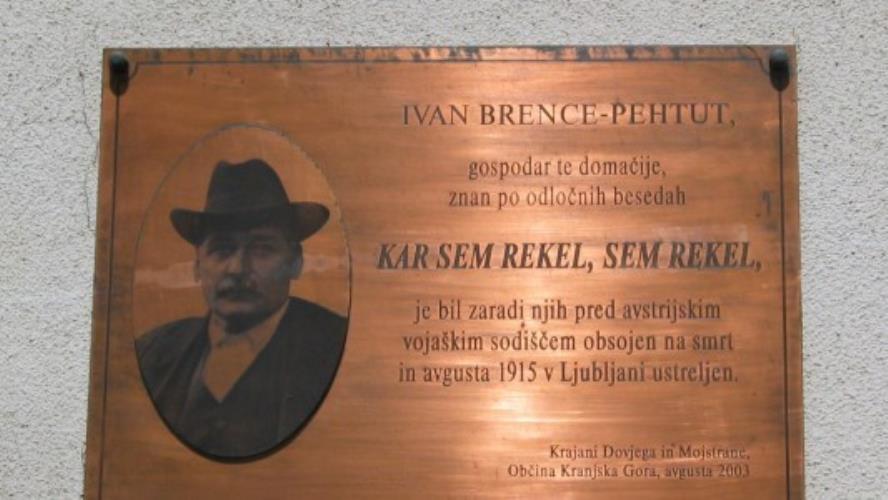 IVAN BRENCE-PEHTUT,
gospodar te domačije,
znan po odločnih besedah
KAR SEM REKEL, SEM REKEL,
je bil zaradi njih pred avstrijskim
vojaškim sodiščem obsojen na smrt
in avgusta 1915 v Ljubljani ustreljen.
Krajani Dovjega in Mojstrane,
Občina Kranjska Gora, avgusta 2003